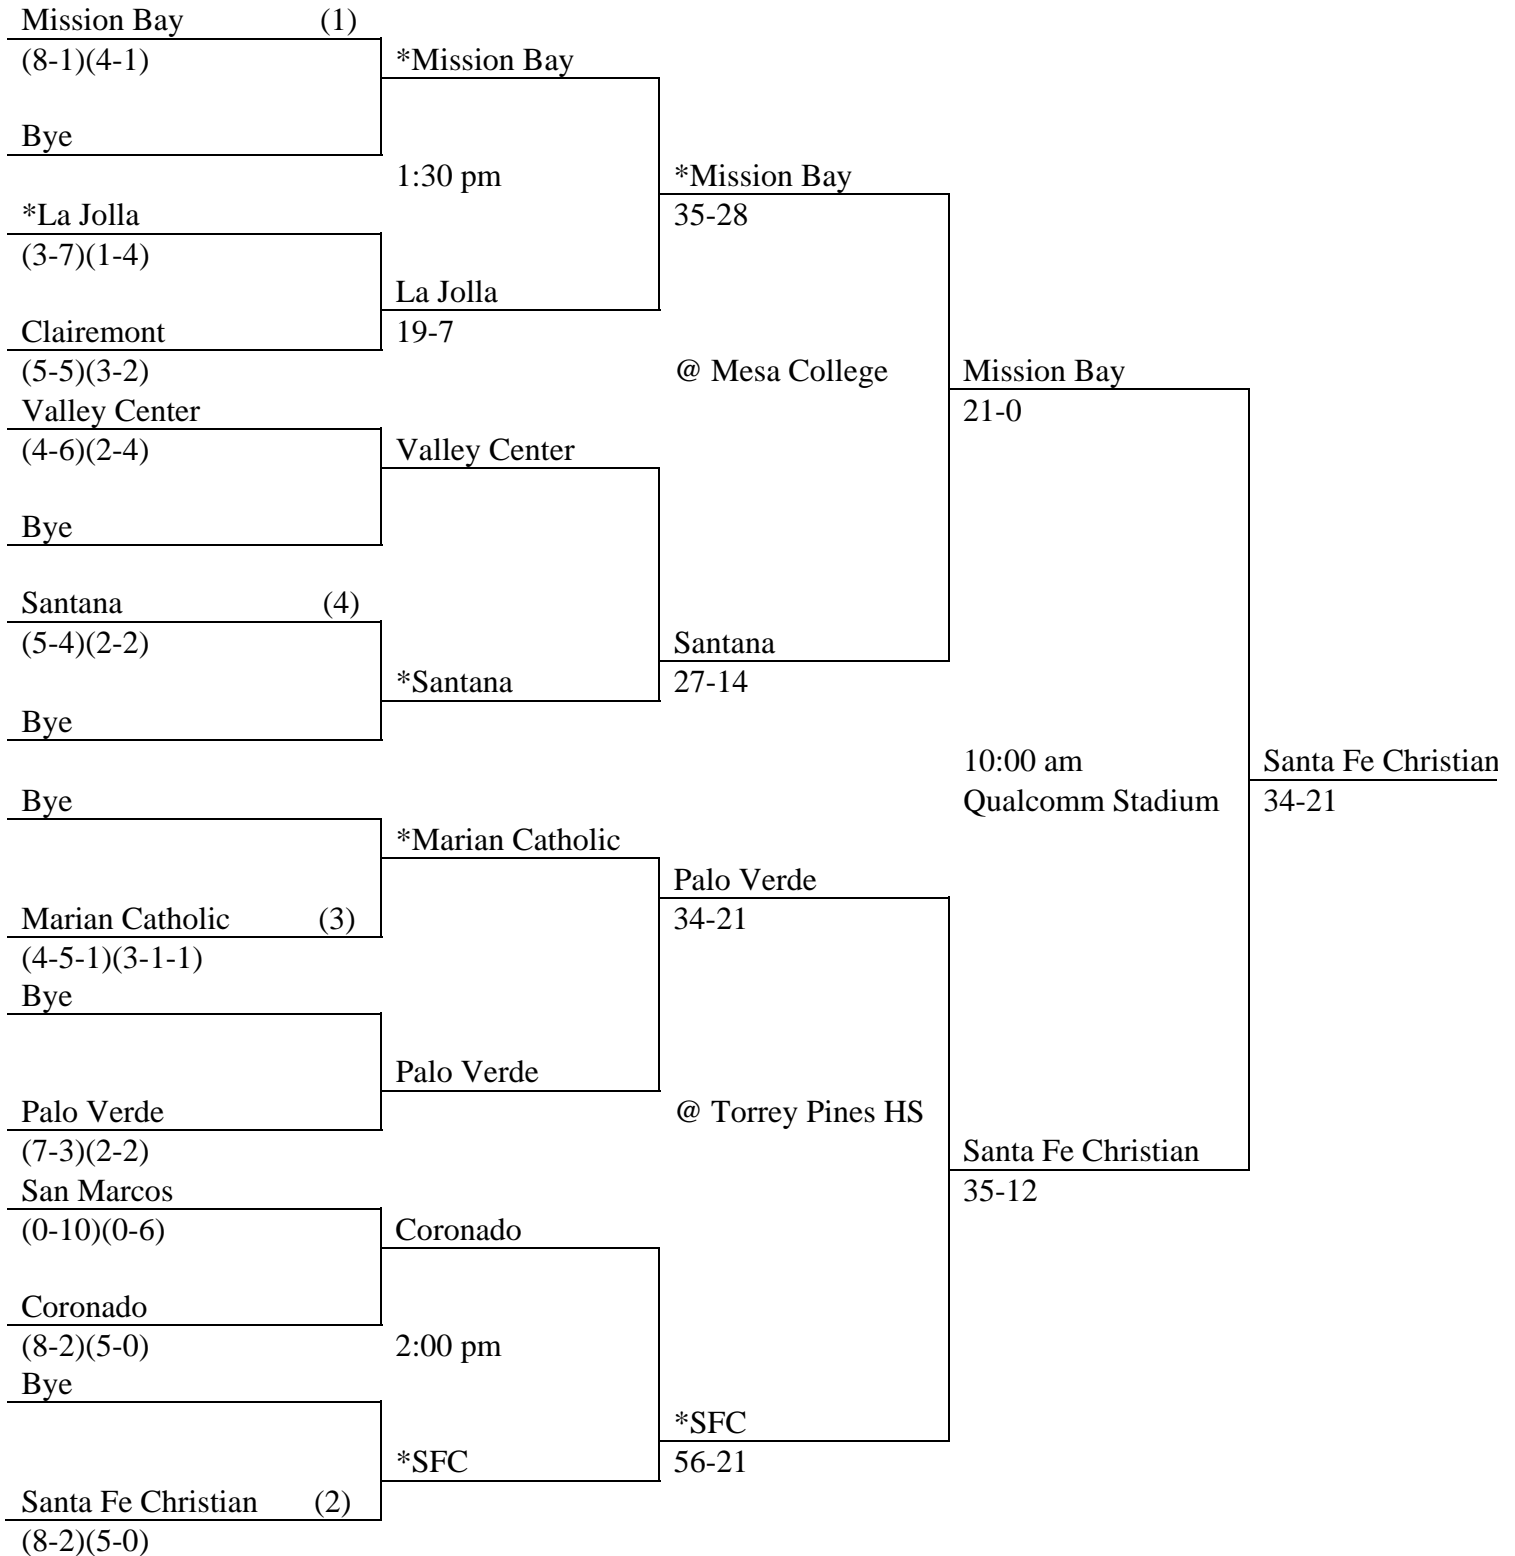 Mission Bay (1)
(8-1)(4-1)
*Mission Bay
Bye
1:30 pm
*Mission Bay
*La Jolla
35-28
(3-7)(1-4)
La Jolla
Clairemont
19-7
(5-5)(3-2)
@ Mesa College
Mission Bay
Valley Center
21-0
(4-6)(2-4)
Valley Center
Bye
Santana (4)
(5-4)(2-2)
Santana
*Santana
27-14
Bye
10:00 am
Santa Fe Christian
Bye
Qualcomm Stadium
34-21
*Marian Catholic
Palo Verde
Marian Catholic (3)
34-21
(4-5-1)(3-1-1)
Bye
Palo Verde
Palo Verde
@ Torrey Pines HS
(7-3)(2-2)
Santa Fe Christian
San Marcos
35-12
(0-10)(0-6)
Coronado
Coronado
(8-2)(5-0)
2:00 pm
Bye
*SFC
*SFC
56-21
Santa Fe Christian (2)
(8-2)(5-0)